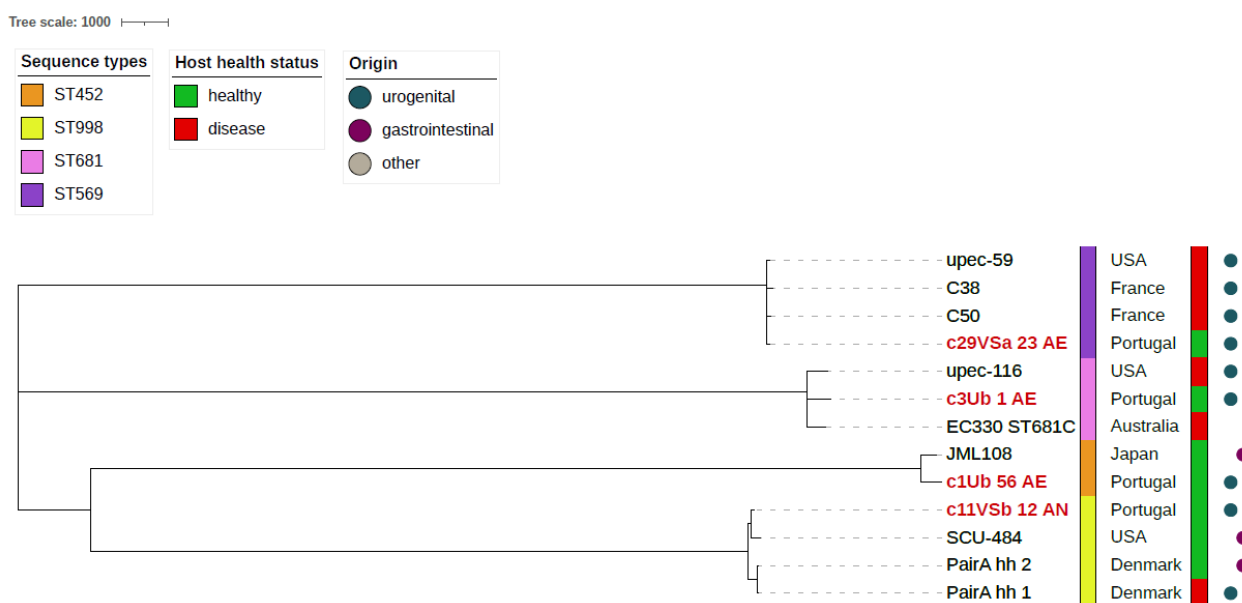 Tree scale: 1000
Sequence types
ST452
ST998
ST681
ST569
Host health status
healthy
disease
Origin
urogenital
gastrointestinal
other
upec-59 USA
C38 France
C50 France
c29VSa 23 AE Portugal
upec-116 USA
c3Ub 1 AE Portugal
EC330 ST681C Australia
JML108 Japan
c1Ub 56 AE Portugal
c11VSb 12 AN Portugal
SCU-484 USA
PairA hh 2 Denmark
PairA hh 1 Denmark